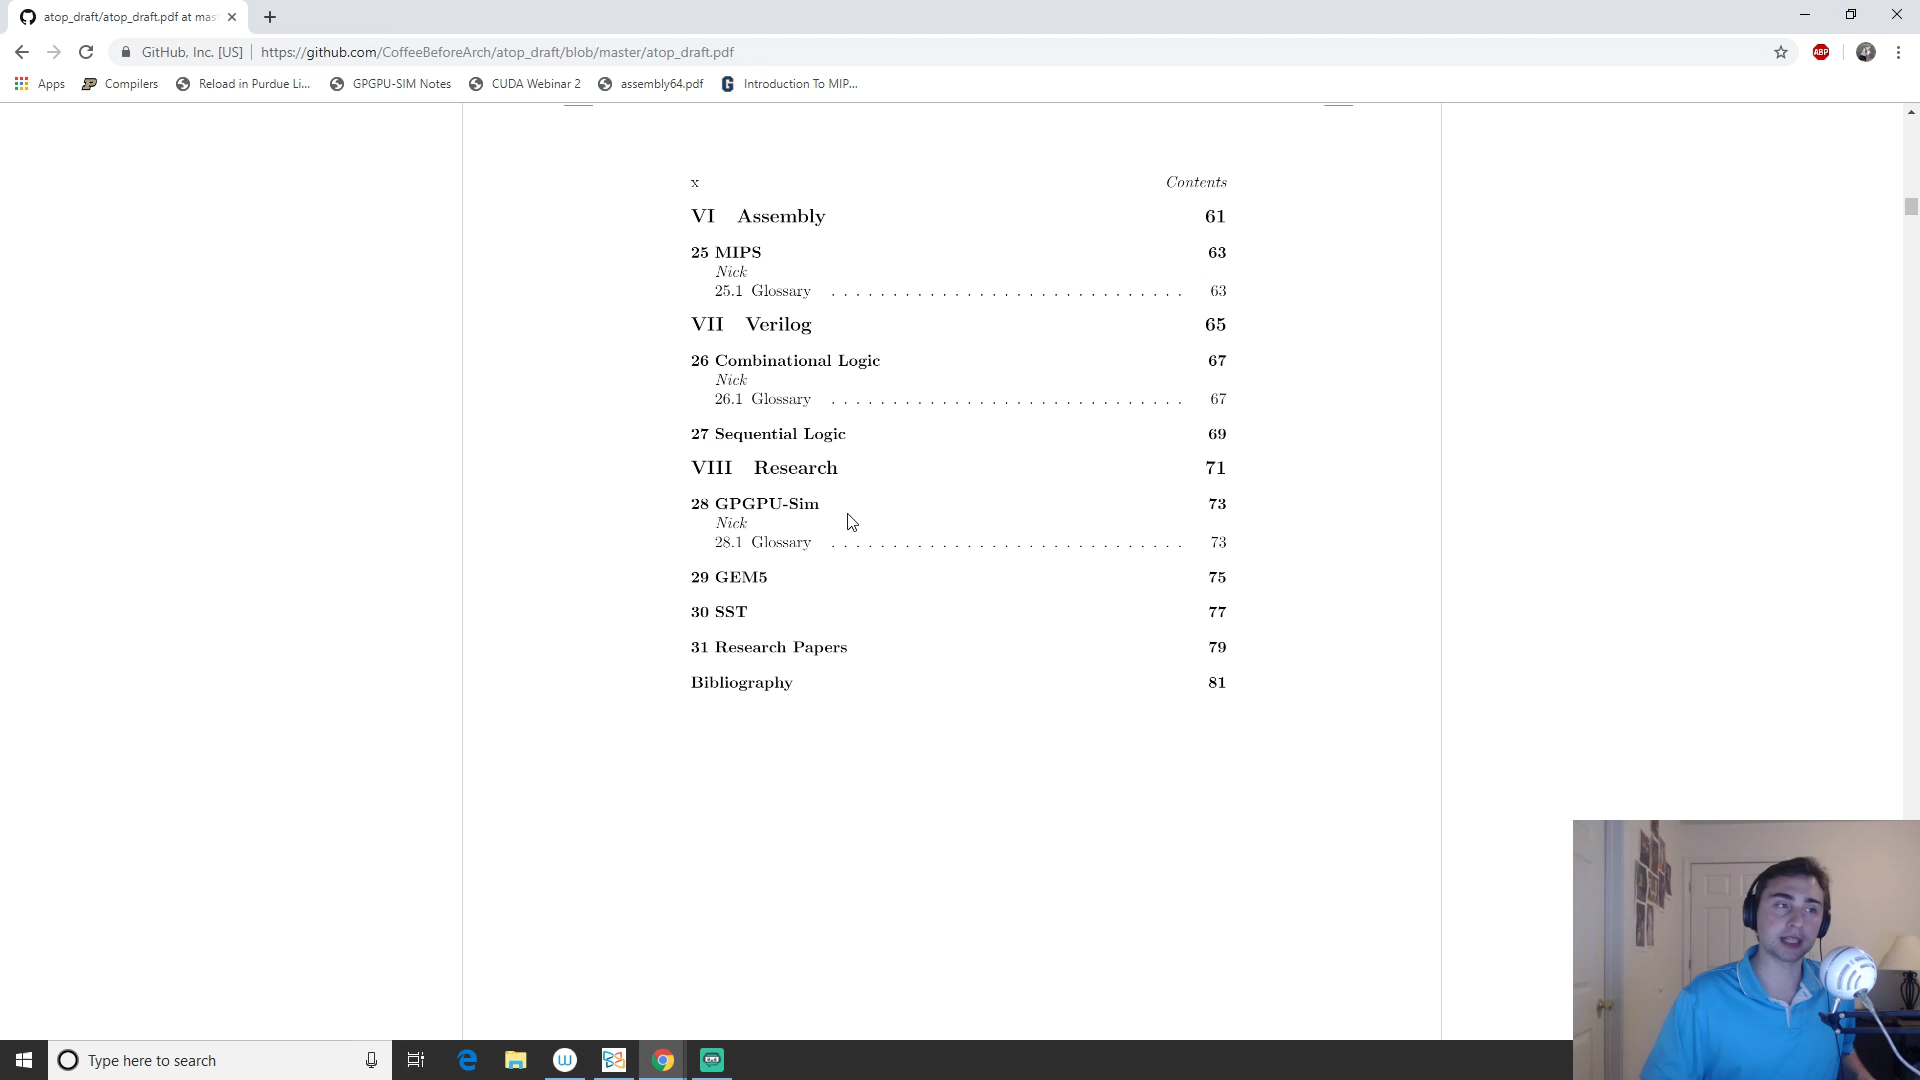 atop_draft/atop_draft.pdf at mas
GitHub, Inc. [US] https://github.com/CoffeeBeforeArch/atop_draft/blob/master/atop_draft.pdf
ABP
Apps Compilers Reload in Purdue Li... GPGPU-SIM Notes CUDA Webinar 2 assembly64.pdf Introduction To MIP...
x Contents
VI Assembly 61
25 MIPS 63
Nick
25.1 Glossary . . . . . . . . . . . . . . . . . . . . . . . . . . . . . 63
VII Verilog 65
26 Combinational Logic 67
Nick
26.1 Glossary . . . . . . . . . . . . . . . . . . . . . . . . . . . . . 67
27 Sequential Logic 69
VIII Research 71
28 GPGPU-Sim 73
Nick
28.1 Glossary . . . . . . . . . . . . . . . . . . . . . . . . . . . . . 73
29 GEM5 75
30 SST 77
31 Research Papers 79
Bibliography 81
Type here to search